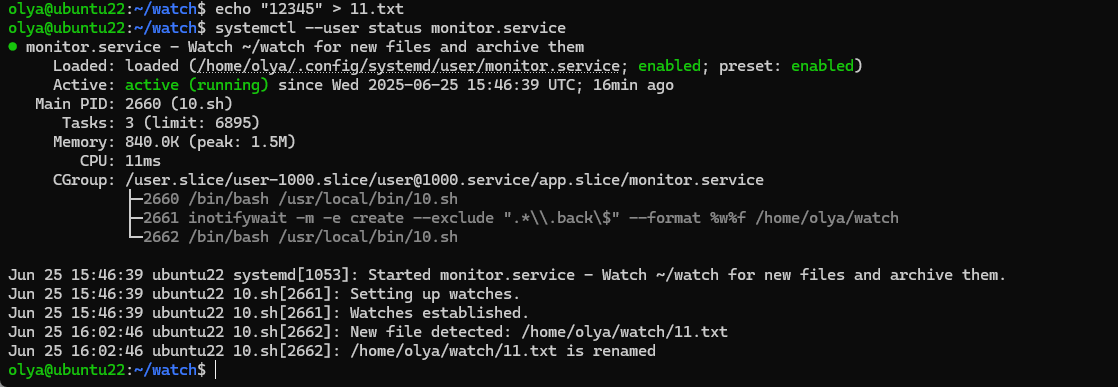 olya@ubuntu22:~/watch$ echo "12345" > 11.txt
olya@ubuntu22:~/watch$ systemctl --user status monitor.service
● monitor.service - Watch ~/watch for new files and archive them
     Loaded: loaded (/home/olya/.config/systemd/user/monitor.service; enabled; preset: enabled)
     Active: active (running) since Wed 2025-06-25 15:46:39 UTC; 16min ago
   Main PID: 2660 (10.sh)
      Tasks: 3 (limit: 6895)
     Memory: 840.0K (peak: 1.5M)
        CPU: 11ms
     CGroup: /user.slice/user-1000.slice/user@1000.service/app.slice/monitor.service
             ├─2660 /bin/bash /usr/local/bin/10.sh
             ├─2661 inotifywait -m -e create --exclude ".*\\.back\$" --format %w%f /home/olya/watch
             └─2662 /bin/bash /usr/local/bin/10.sh

Jun 25 15:46:39 ubuntu22 systemd[1053]: Started monitor.service - Watch ~/watch for new files and archive them.
Jun 25 15:46:39 ubuntu22 10.sh[2661]: Setting up watches.
Jun 25 15:46:39 ubuntu22 10.sh[2661]: Watches established.
Jun 25 16:02:46 ubuntu22 10.sh[2662]: New file detected: /home/olya/watch/11.txt
Jun 25 16:02:46 ubuntu22 10.sh[2662]: /home/olya/watch/11.txt is renamed
olya@ubuntu22:~/watch$